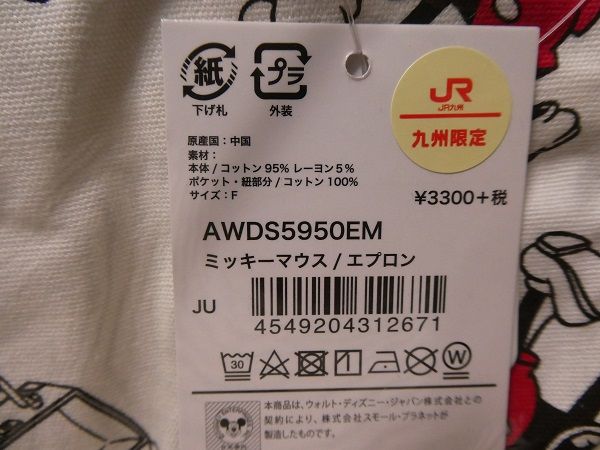 紙
下げ札
プラ
外装
JR
JR九州
九州限定
原産国：中国
素材：
本体/コットン95% レーヨン5%
ポケット・紐部分/コットン100%
サイズ：F
¥3300+税
AWDS5950EM
ミッキーマウス/エプロン
JU
4549204312671
30
W
本商品は、ウォルト・ディズニー・ジャパン株式会社との
契約により、株式会社スモール・プラネットが
製造したものです。